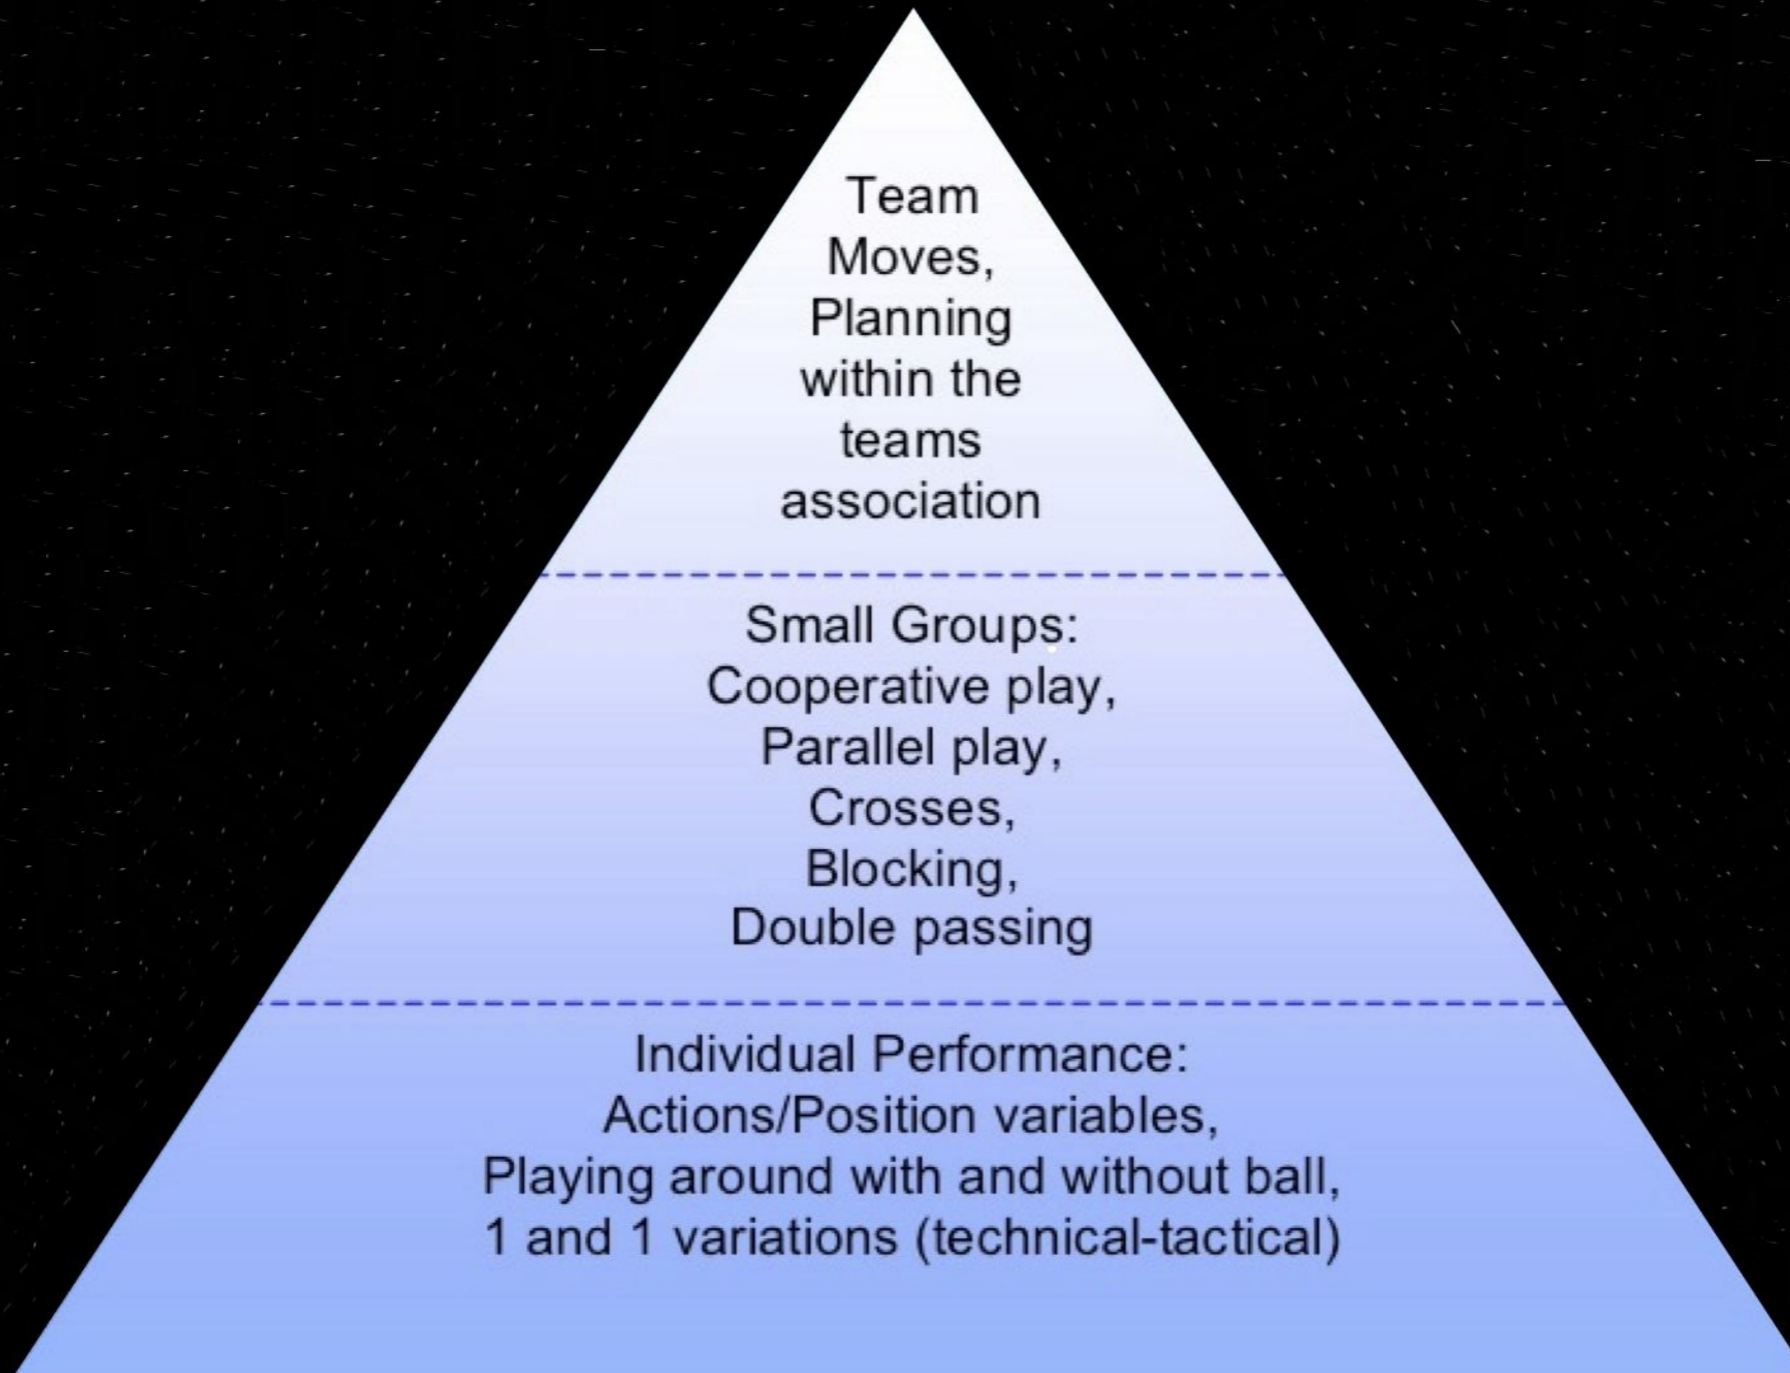 Team
Moves,
Planning
within the
teams
association
Small Groups:
Cooperative play,
Parallel play,
Crosses,
Blocking,
Double passing
Individual Performance:
Actions/Position variables,
Playing around with and without ball,
1 and 1 variations (technical-tactical)